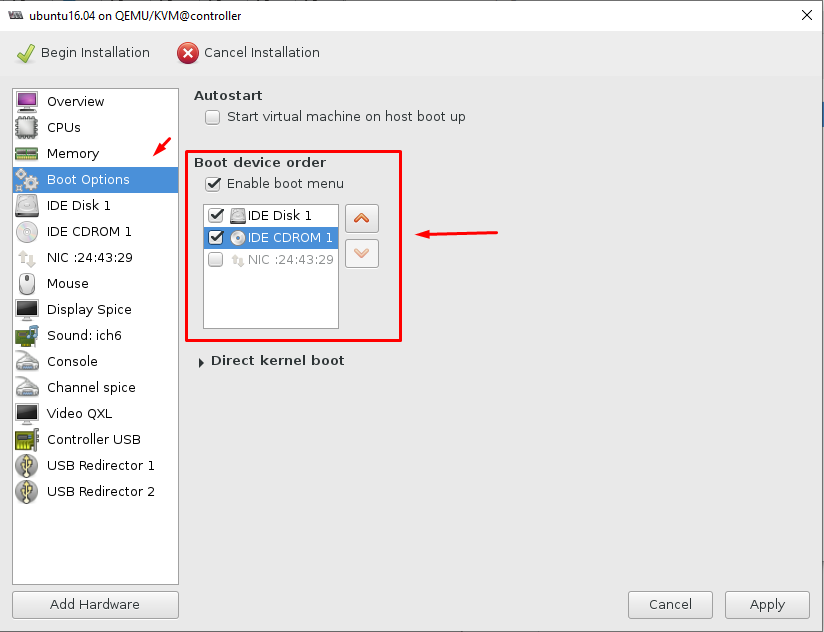 ubuntu16.04 on QEMU/KVM@controller
Begin Installation
Cancel Installation
Overview
CPUs
Memory
Boot Options
IDE Disk 1
IDE CDROM 1
NIC :24:43:29
Mouse
Display Spice
Sound: ich6
Console
Channel spice
Video QXL
Controller USB
USB Redirector 1
USB Redirector 2
Add Hardware
Autostart
Start virtual machine on host boot up
Boot device order
Enable boot menu
IDE Disk 1
IDE CDROM 1
NIC :24:43:29
Direct kernel boot
Cancel
Apply